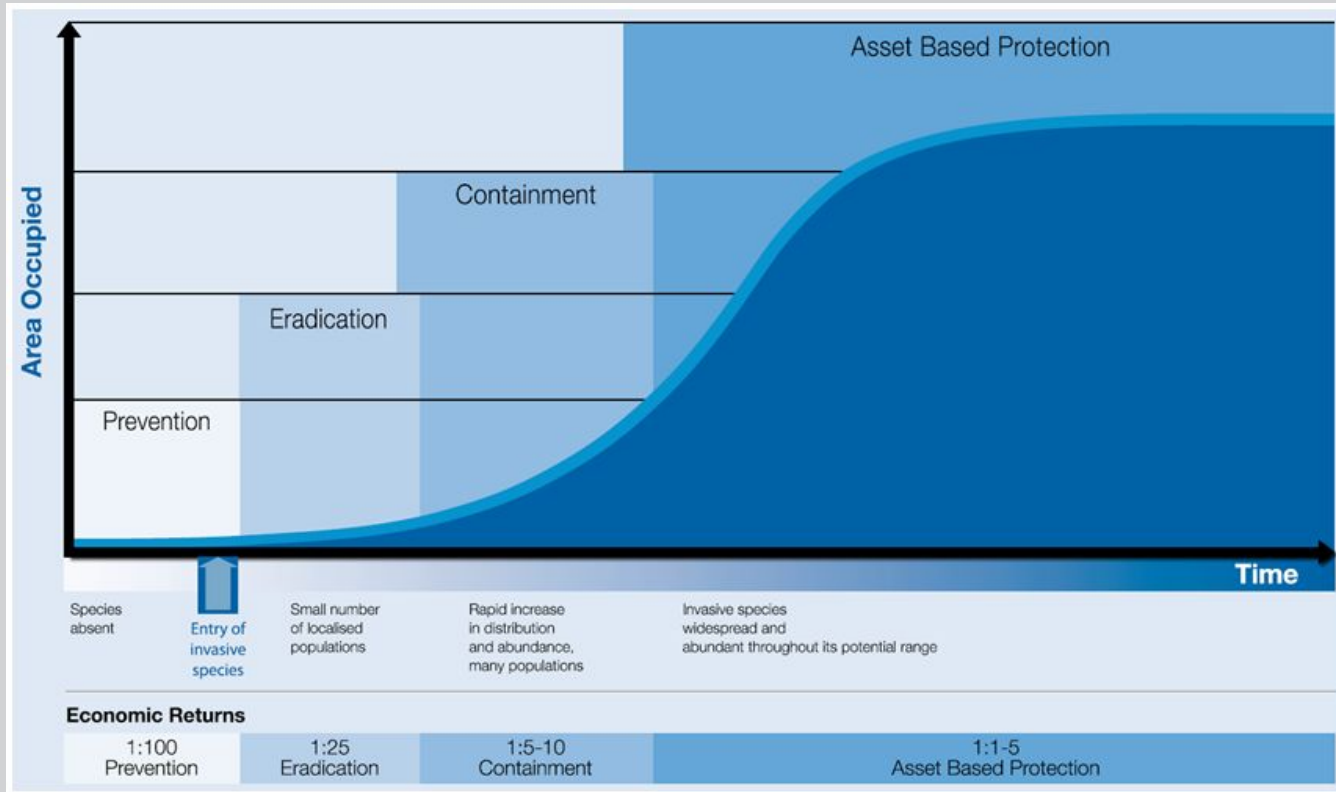 Asset Based Protection
Containment
Eradication
Prevention
Area Occupied
Time
Species
absent
Entry of
invasive
species
Small number
of localised
populations
Rapid increase
in distribution
and abundance,
many populations
Invasive species
widespread and
abundant throughout its potential range
Economic Returns
1:100
Prevention
1:25
Eradication
1:5-10
Containment
1:1-5
Asset Based Protection